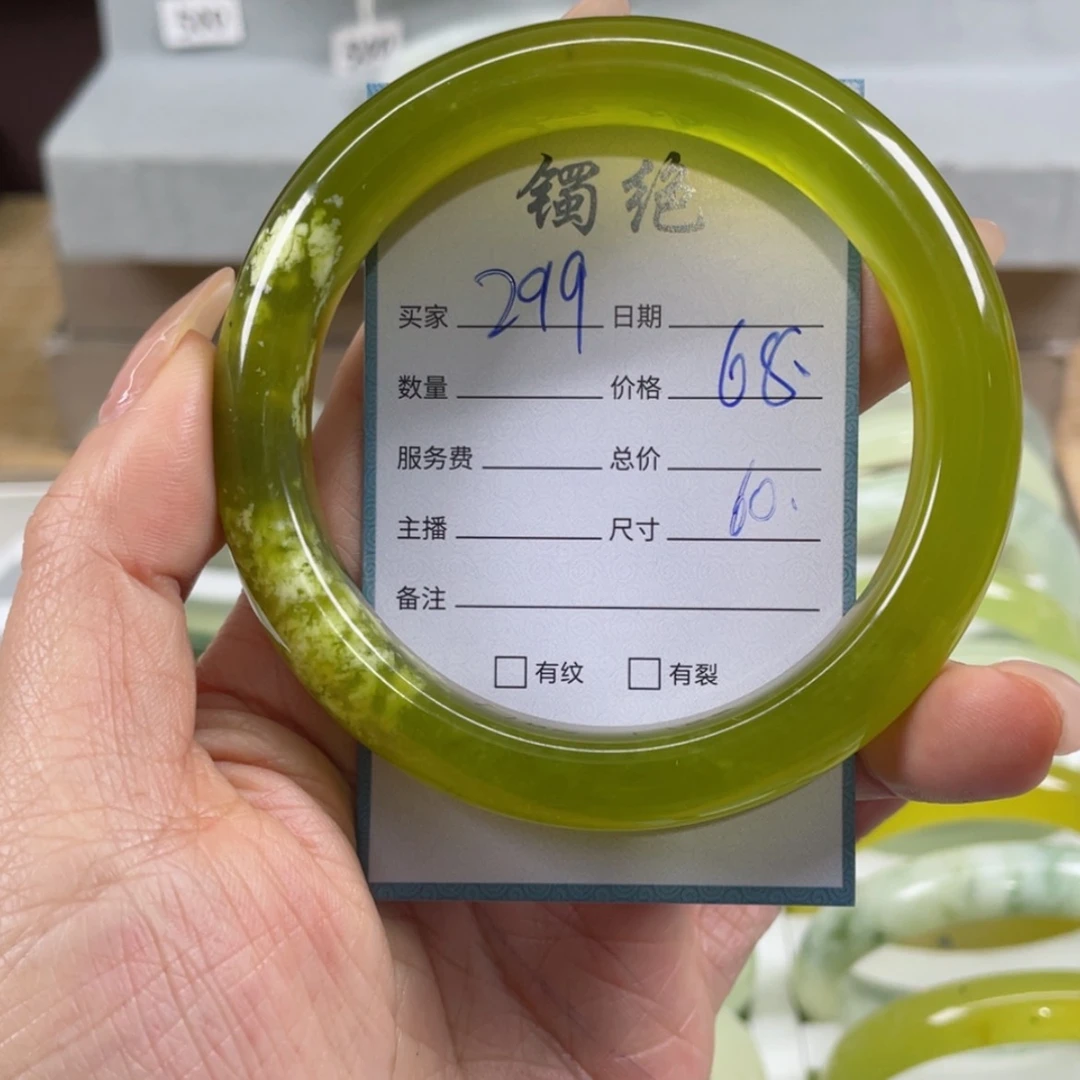 镯绝
买家 299 日期
数量 价格 68.
服务费 总价
主播 尺寸 60.
备注
□有纹 □有裂